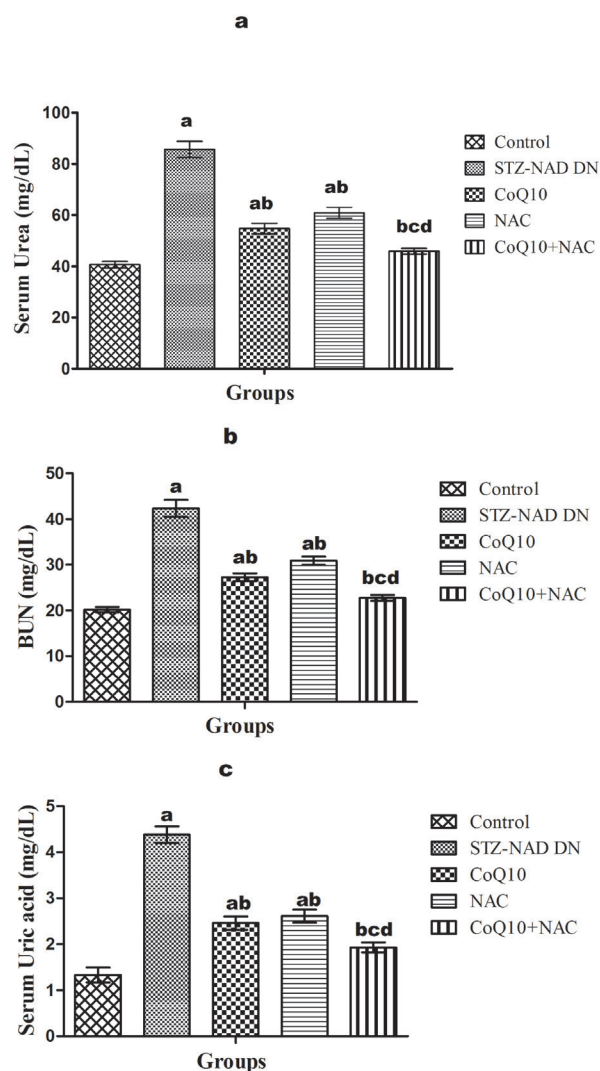 a
Serum Urea (mg/dL)
100
80
60
40
20
0
a
ab
ab
bcd
Groups
Control
STZ-NAD DN
CoQ10
NAC
CoQ10+NAC
b
BUN (mg/dL)
50
40
30
20
10
0
a
ab
ab
bcd
Groups
Control
STZ-NAD DN
CoQ10
NAC
CoQ10+NAC
c
Serum Uric acid (mg/dL)
5
4
3
2
1
0
a
ab
ab
bcd
Groups
Control
STZ-NAD DN
CoQ10
NAC
CoQ10+NAC